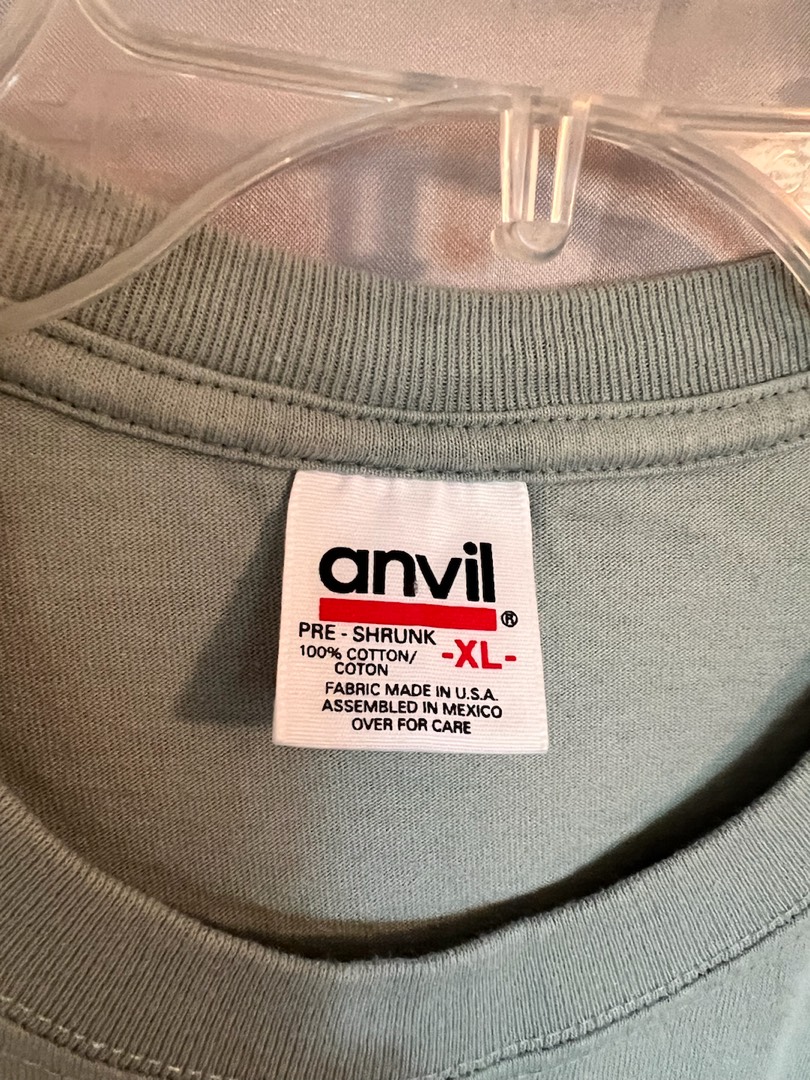 anvil®
PRE - SHRUNK
100% COTTON/
COTON
-XL-
FABRIC MADE IN U.S.A.
ASSEMBLED IN MEXICO
OVER FOR CARE